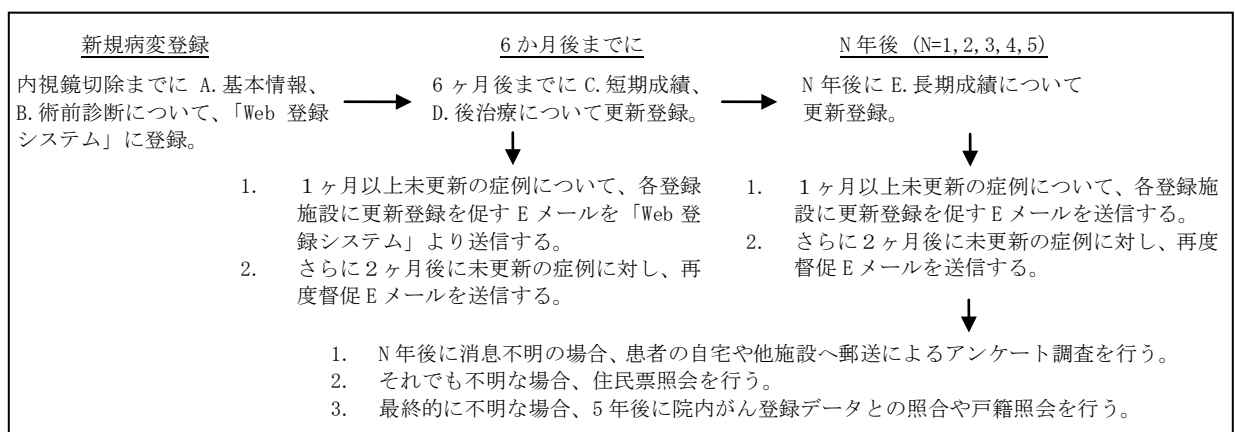 新規病変登録
内視鏡切除までに A.基本情報、
B.術前診断について、「Web 登録
システム」に登録。
6か月後までに
6ヶ月後までに C.短期成績、
D.後治療について更新登録。
N年後 (N=1,2,3,4,5)
N年後に E.長期成績について
更新登録。
1. 1ヶ月以上未更新の症例について、各登録
施設に更新登録を促す E メールを「Web 登
録システム」より送信する。
2. さらに2ヶ月後に未更新の症例に対し、再
度督促 E メールを送信する。
1. 1ヶ月以上未更新の症例について、各登録施
設に更新登録を促す E メールを送信する。
2. さらに2ヶ月後に未更新の症例に対し、再度
督促 E メールを送信する。
1. N 年後に消息不明の場合、患者の自宅や他施設へ郵送によるアンケート調査を行う。
2. それでも不明な場合、住民票照会を行う。
3. 最終的に不明な場合、5 年後に院内がん登録データとの照合や戸籍照会を行う。